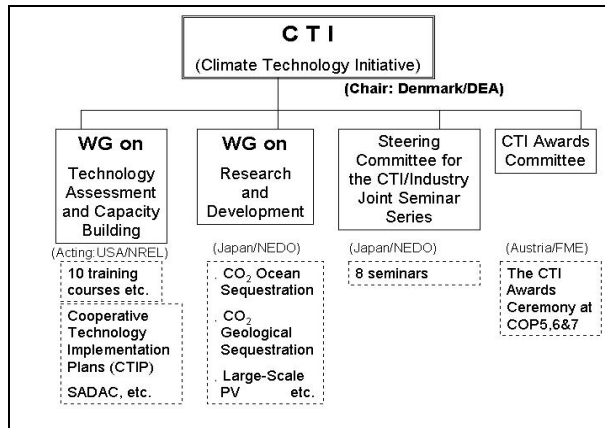 C T I
(Climate Technology Initiative)
(Chair: Denmark/DEA)
WG on
Technology
Assessment
and Capacity
Building
(Acting:USA/NREL)
10 training
courses etc.
Cooperative
Technology
Implementation
Plans (CTIP)
SADAC, etc.
WG on
Research
and
Development
(Japan/NEDO)
. CO2 Ocean
Sequestration
. CO2
Geological
Sequestration
. Large-Scale
PV etc.
Steering
Committee for
the CTI/Industry
Joint Seminar
Series
(Japan/NEDO)
8 seminars
CTI Awards
Committee
(Austria/FME)
The CTI
Awards
Ceremony at
COP5,6&7